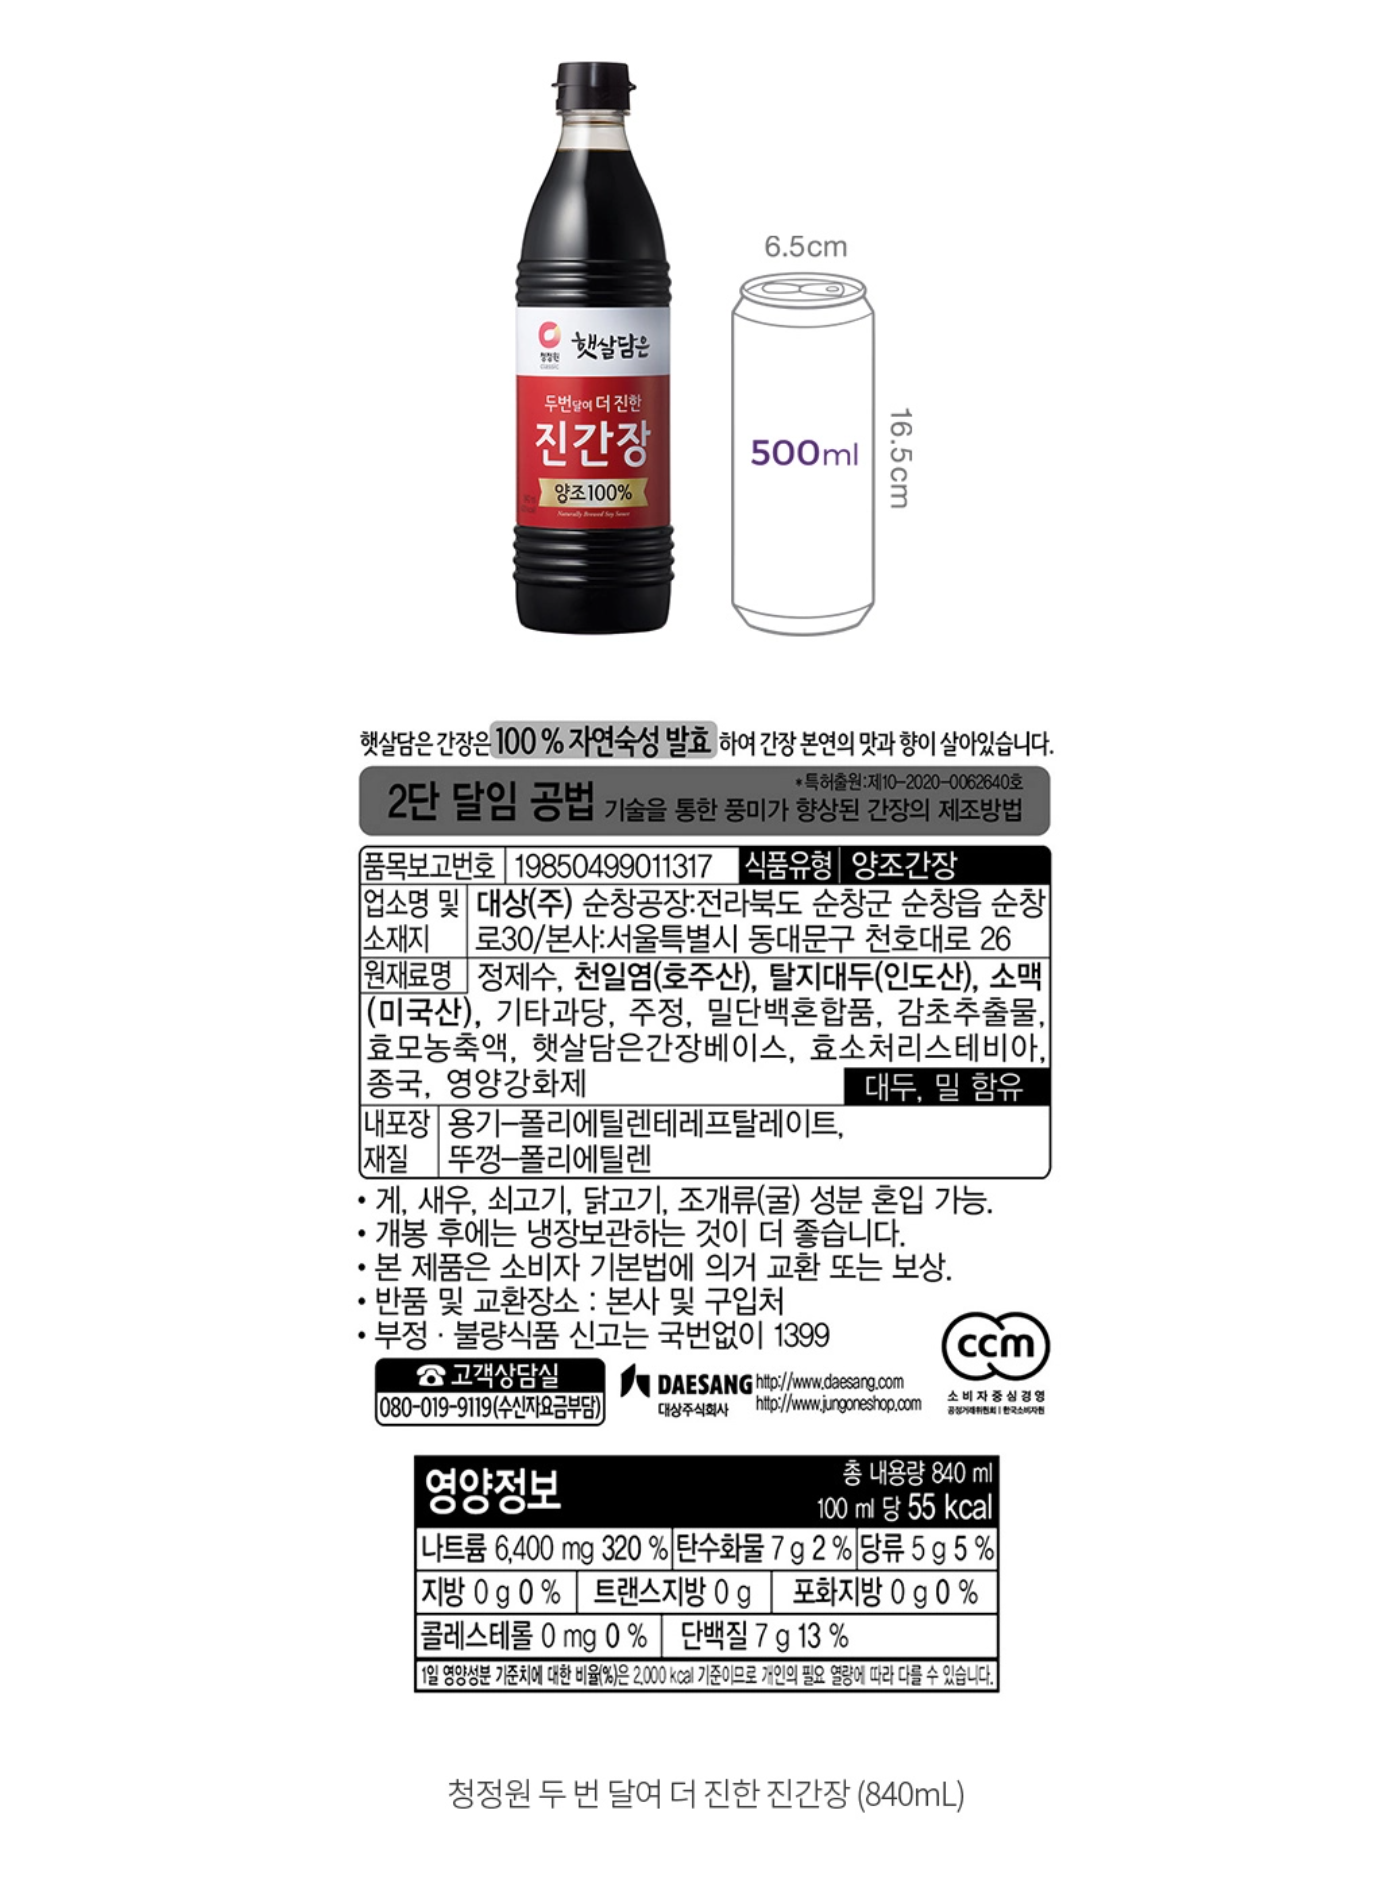 청정원
classic
햇살담은
두번달여 더 진한
진간장
양조100%
Naturally Brewed Soy Sauce
6.5cm
500ml
16.5cm
햇살담은 간장은 100 % 자연숙성 발효 하여 간장 본연의 맛과 향이 살아있습니다.
*특허출원:제10-2020-0062640호
2단 달임 공법 기술을 통한 풍미가 향상된 간장의 제조방법
품목보고번호 19850499011317 식품유형 양조간장
업소명 및 대상(주) 순창공장:전라북도 순창군 순창읍 순창
소재지 로30/본사:서울특별시 동대문구 천호대로 26
원재료명 정제수, 천일염(호주산), 탈지대두(인도산), 소맥
(미국산), 기타과당, 주정, 밀단백혼합품, 감초추출물,
효모농축액, 햇살담은간장베이스, 효소처리스테비아,
종국, 영양강화제 대두, 밀 함유
내포장 용기-폴리에틸렌테레프탈레이트,
재질 뚜껑-폴리에틸렌
• 게, 새우, 쇠고기, 닭고기, 조개류(굴) 성분 혼입 가능.
• 개봉 후에는 냉장보관하는 것이 더 좋습니다.
• 본 제품은 소비자 기본법에 의거 교환 또는 보상.
• 반품 및 교환장소 : 본사 및 구입처
• 부정 · 불량식품 신고는 국번없이 1399
고객상담실
080-019-9119(수신자요금부담)
DAESANG http://www.daesang.com
대상주식회사 http://www.jungoneshop.com
ccm
소비자중심경영
공정거래위원회 | 한국소비자원
영양정보 총 내용량 840 ml
100 ml 당 55 kcal
나트륨 6,400 mg 320 % 탄수화물 7 g 2 % 당류 5 g 5 %
지방 0 g 0 % 트랜스지방 0 g 포화지방 0 g 0 %
콜레스테롤 0 mg 0 % 단백질 7 g 13 %
1일 영양성분 기준치에 대한 비율(%)은 2,000 kcal 기준이므로 개인의 필요 열량에 따라 다를 수 있습니다.
청정원 두 번 달여 더 진한 진간장 (840mL)